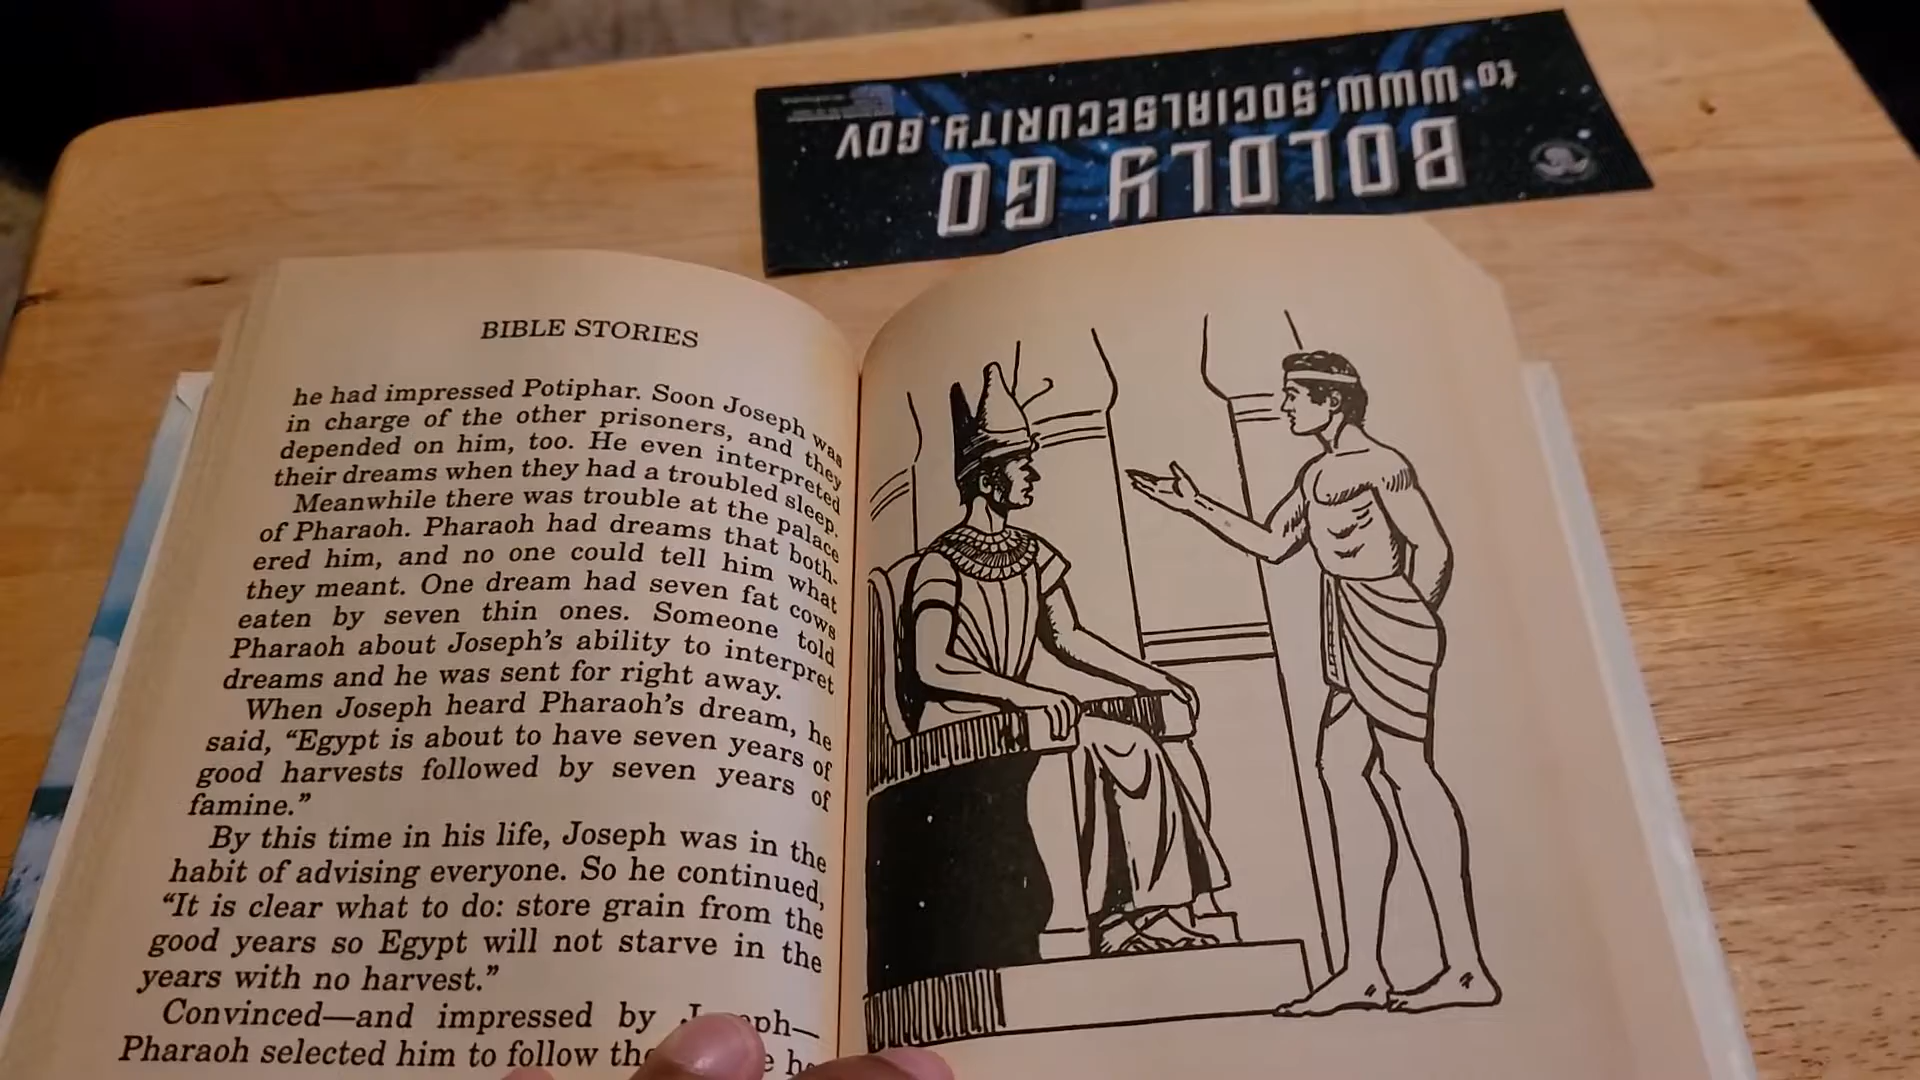 BOLDLY GO
to WWW.SOCIALSECURITY.GOV
BIBLE STORIES
he had impressed Potiphar. Soon Joseph was
in charge of the other prisoners, and they
depended on him, too. He even interpreted
their dreams when they had a troubled sleep.
Meanwhile there was trouble at the palace
of Pharaoh. Pharaoh had dreams that both-
ered him, and no one could tell him what
they meant. One dream had seven fat cows
eaten by seven thin ones. Someone told
Pharaoh about Joseph's ability to interpret
dreams and he was sent for right away.
When Joseph heard Pharaoh's dream, he
said, “Egypt is about to have seven years of
good harvests followed by seven years of
famine.”
By this time in his life, Joseph was in the
habit of advising everyone. So he continued,
“It is clear what to do: store grain from the
good years so Egypt will not starve in the
years with no harvest.”
Convinced—and impressed by Joseph—
Pharaoh selected him to follow